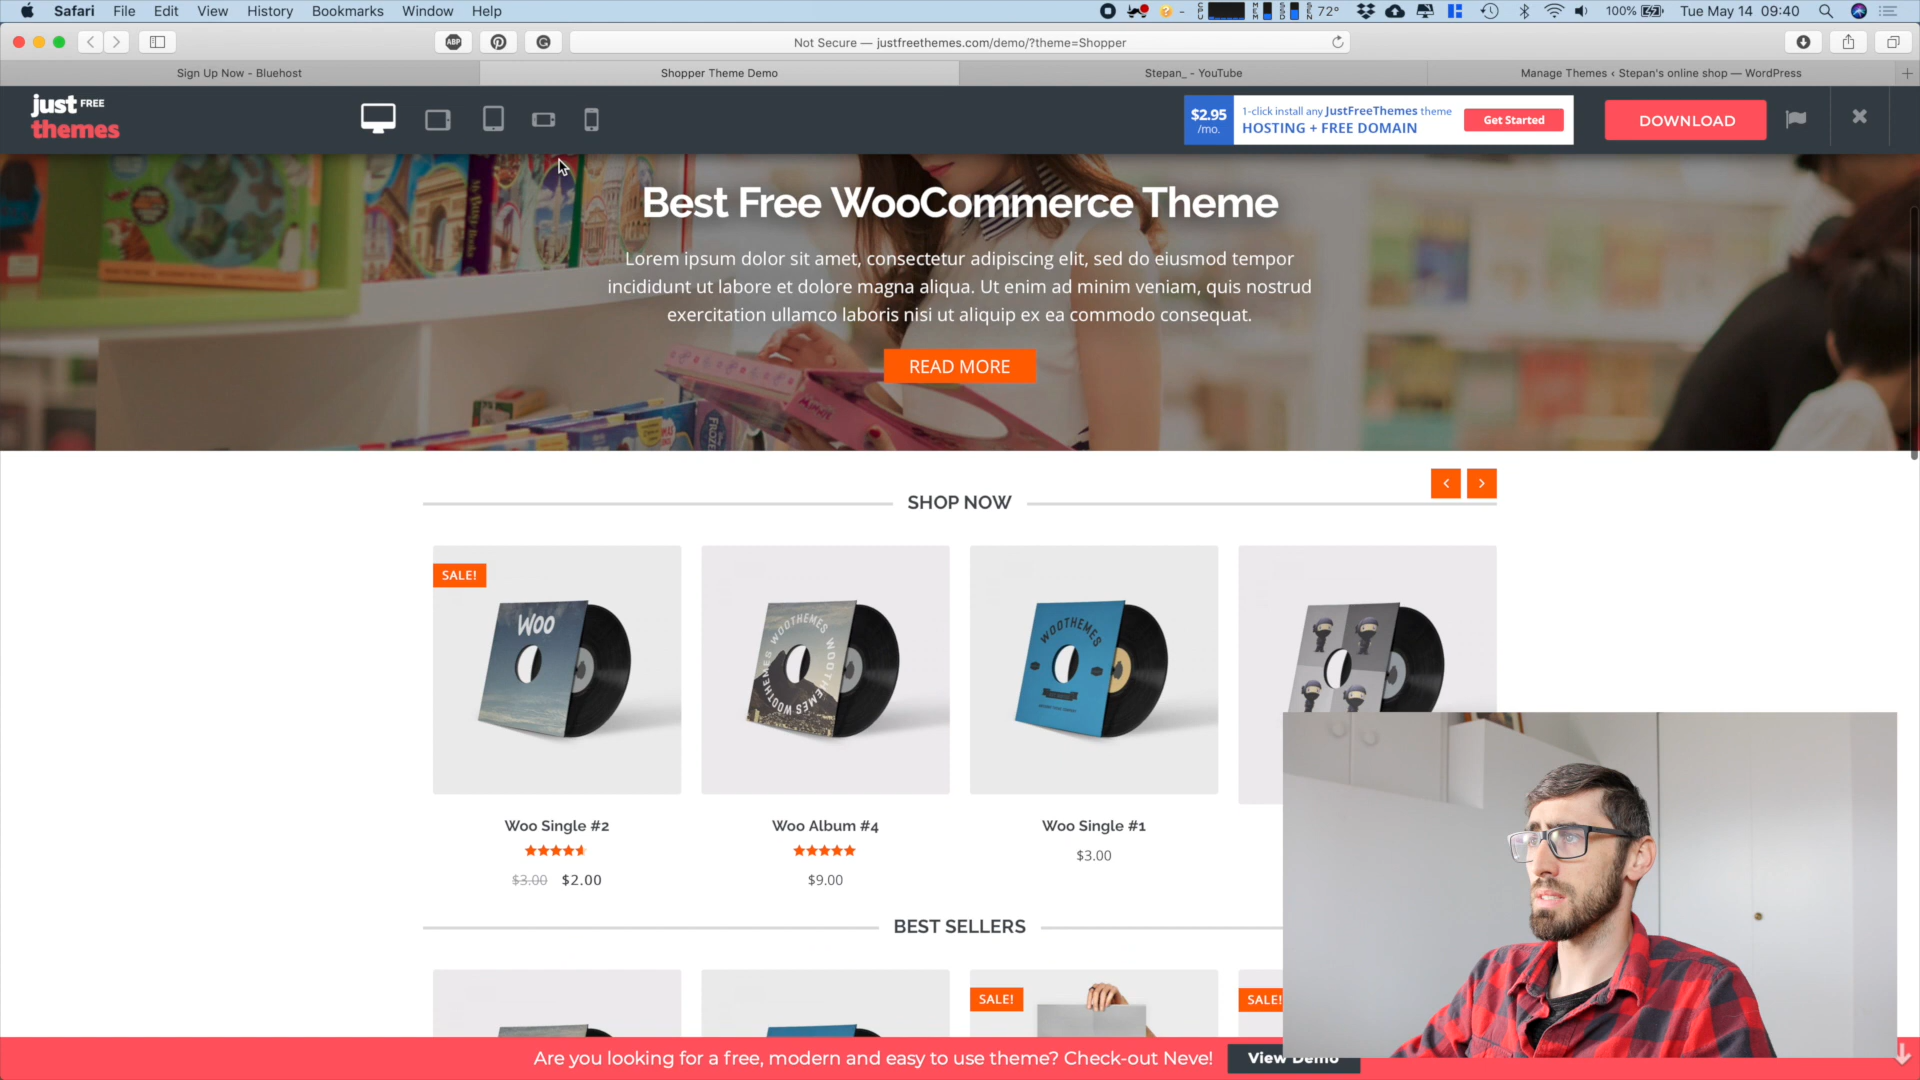 Safari File Edit View History Bookmarks Window Help
72° 100% Tue May 14 09:40
ABP
Not Secure — justfreethemes.com/demo/?theme=Shopper
Sign Up Now - Bluehost
Shopper Theme Demo
Stepan_ - YouTube
Manage Themes ‹ Stepan's online shop — WordPress
just FREE
themes
$2.95
/mo.
1-click install any JustFreeThemes theme
HOSTING + FREE DOMAIN
Get Started
DOWNLOAD
Best Free WooCommerce Theme
Lorem ipsum dolor sit amet, consectetur adipiscing elit, sed do eiusmod tempor
incididunt ut labore et dolore magna aliqua. Ut enim ad minim veniam, quis nostrud
exercitation ullamco laboris nisi ut aliquip ex ea commodo consequat.
READ MORE
SHOP NOW
SALE!
WOO
WOOTHEMES WOOTHEMES WOOTHEMES
WOOTHEMES
Woo Single #2
$3.00 $2.00
Woo Album #4
$9.00
Woo Single #1
$3.00
BEST SELLERS
SALE!
SALE!
Are you looking for a free, modern and easy to use theme? Check-out Neve!
View Demo